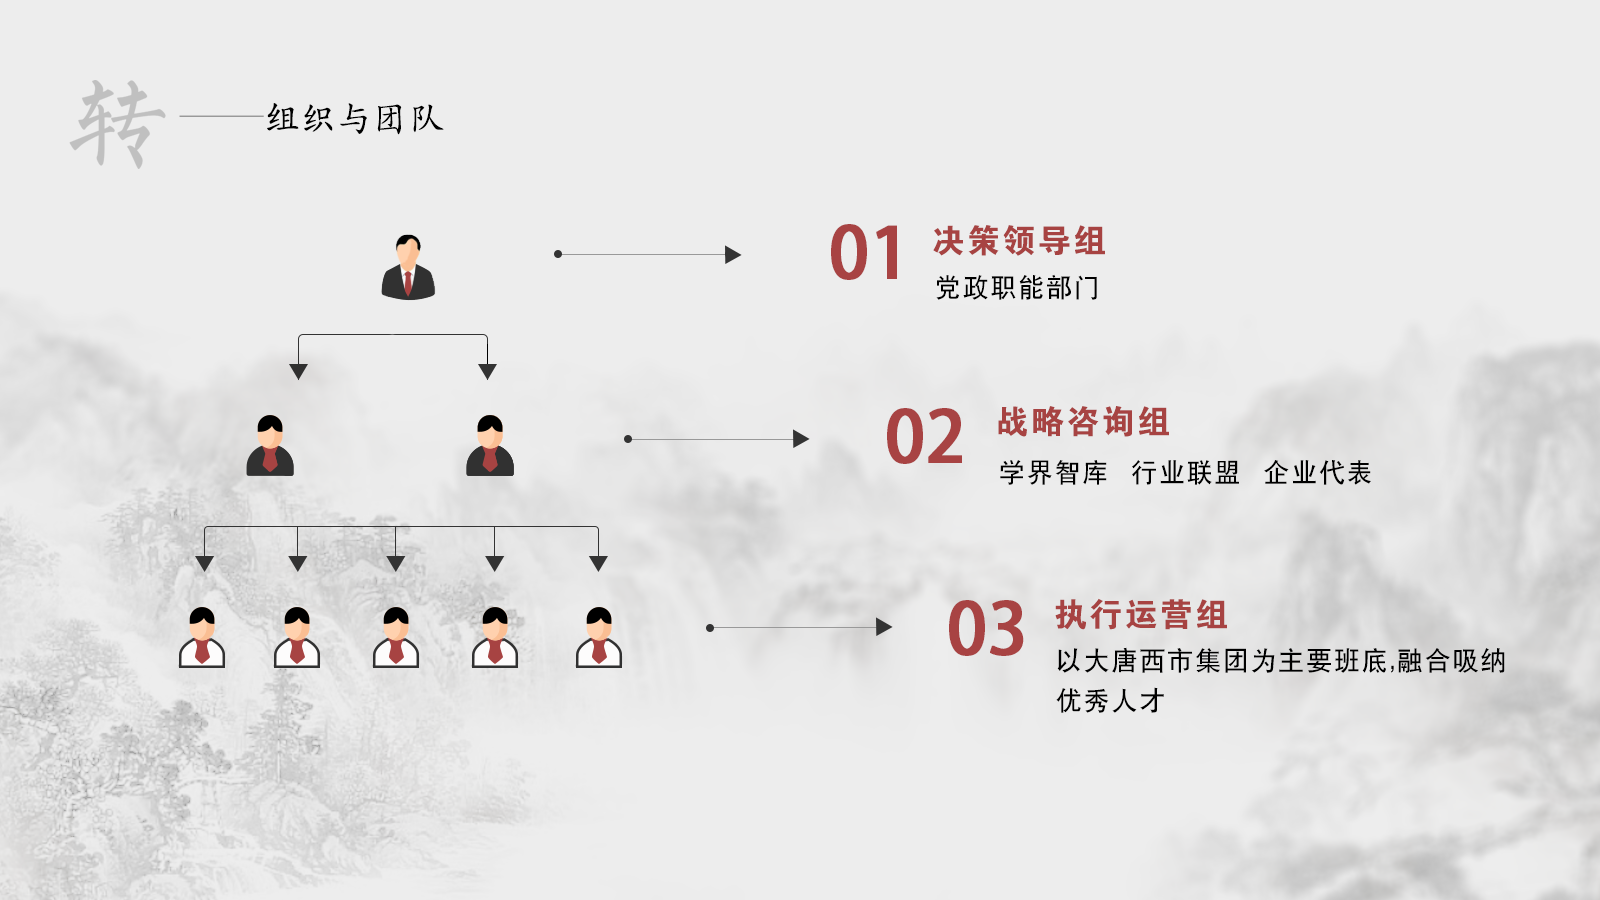 转
组织与团队
01 决策领导组
党政职能部门
02 战略咨询组
学界智库 行业联盟 企业代表
03 执行运营组
以大唐西市集团为主要班底,融合吸纳
优秀人才